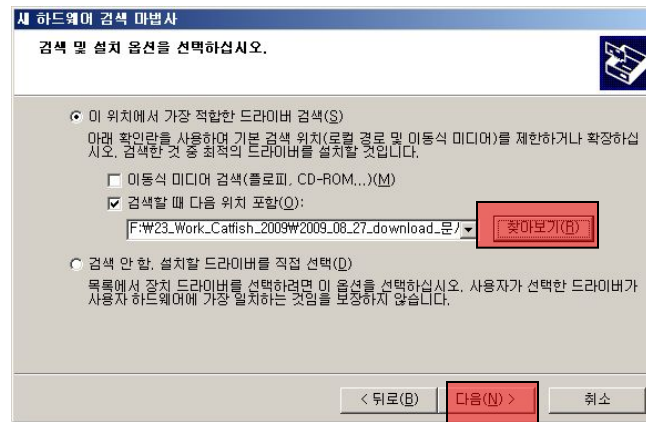 새 하드웨어 검색 마법사
검색 및 설치 옵션을 선택하십시오.
이 위치에서 가장 적합한 드라이버 검색(S)
아래 확인란을 사용하여 기본 검색 위치(로컬 경로 및 이동식 미디어)를 제한하거나 확장하십
시오. 검색한 것 중 최적의 드라이버를 설치할 것입니다.
이동식 미디어 검색(플로피, CD-ROM...)(M)
검색할 때 다음 위치 포함(O):
F:₩23_Work_Catfish_2009₩2009_08_27_download_문 찾아보기(R)
검색 안 함. 설치할 드라이버를 직접 선택(D)
목록에서 장치 드라이버를 선택하려면 이 옵션을 선택하십시오. 사용자가 선택한 드라이버가
사용자 하드웨어에 가장 일치하는 것임을 보장하지 않습니다.
< 뒤로(B) 다음(N) > 취소